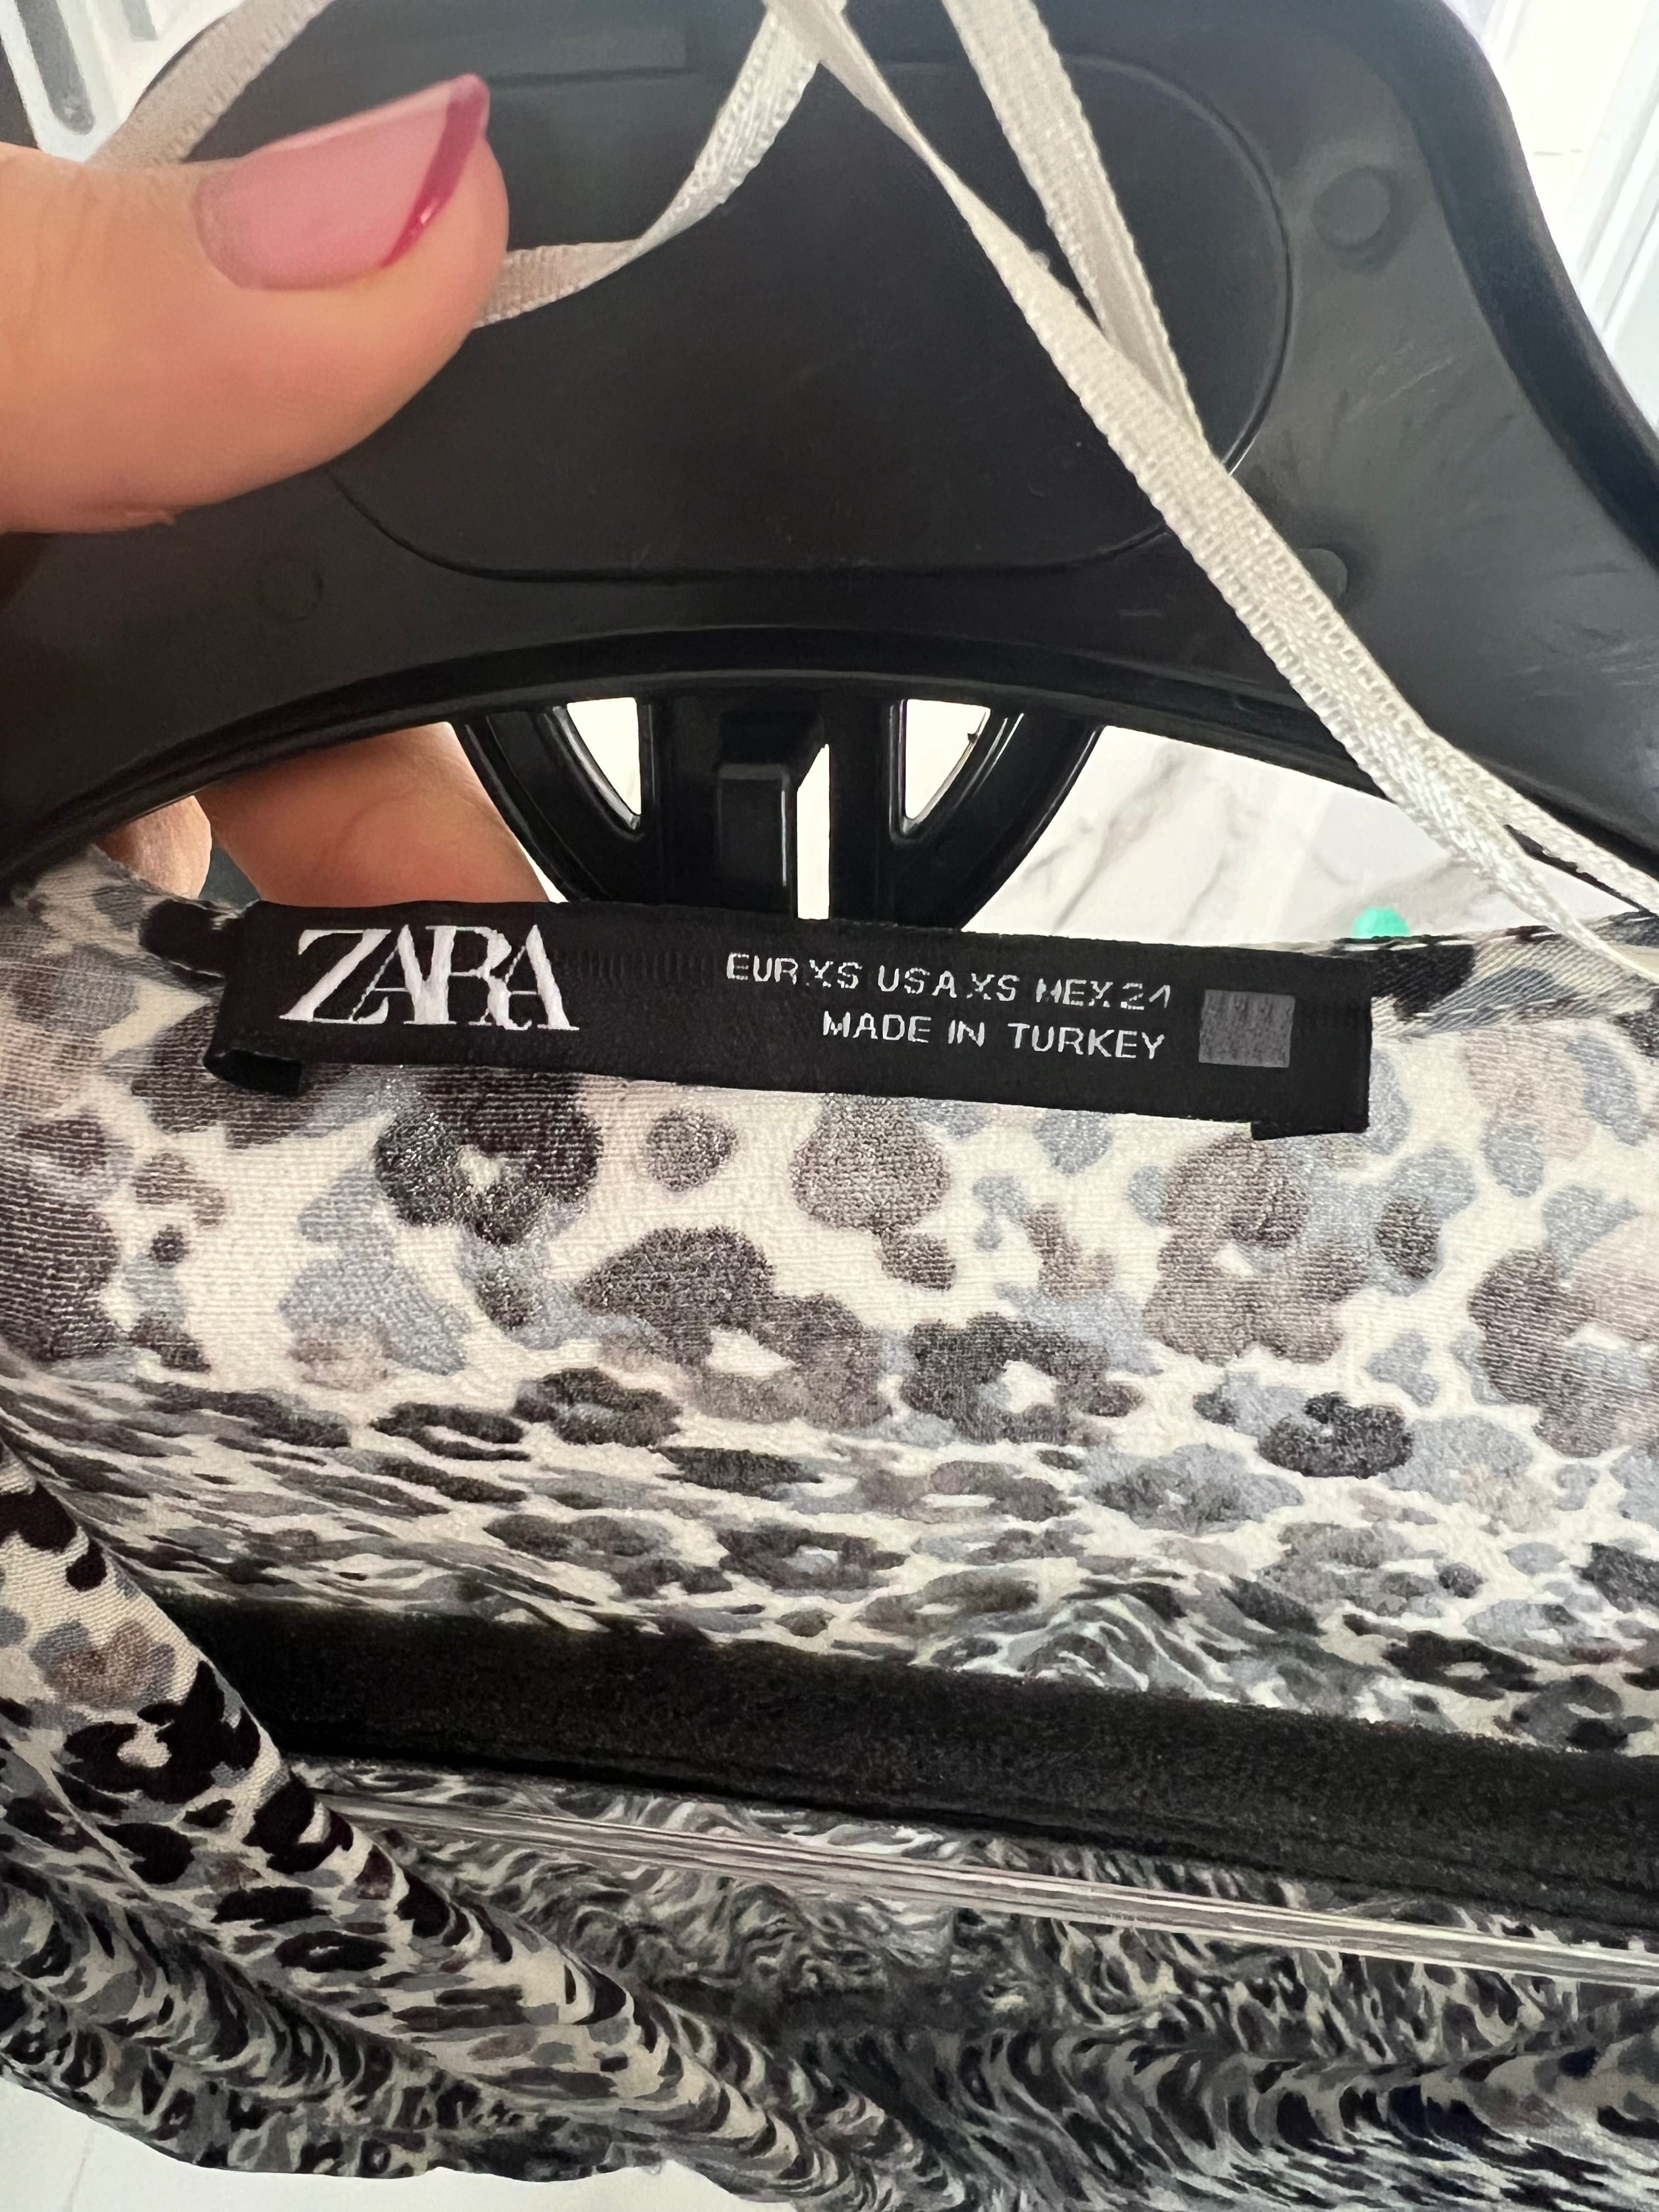 ZARA
EUR XS USA XS MEX 24
MADE IN TURKEY